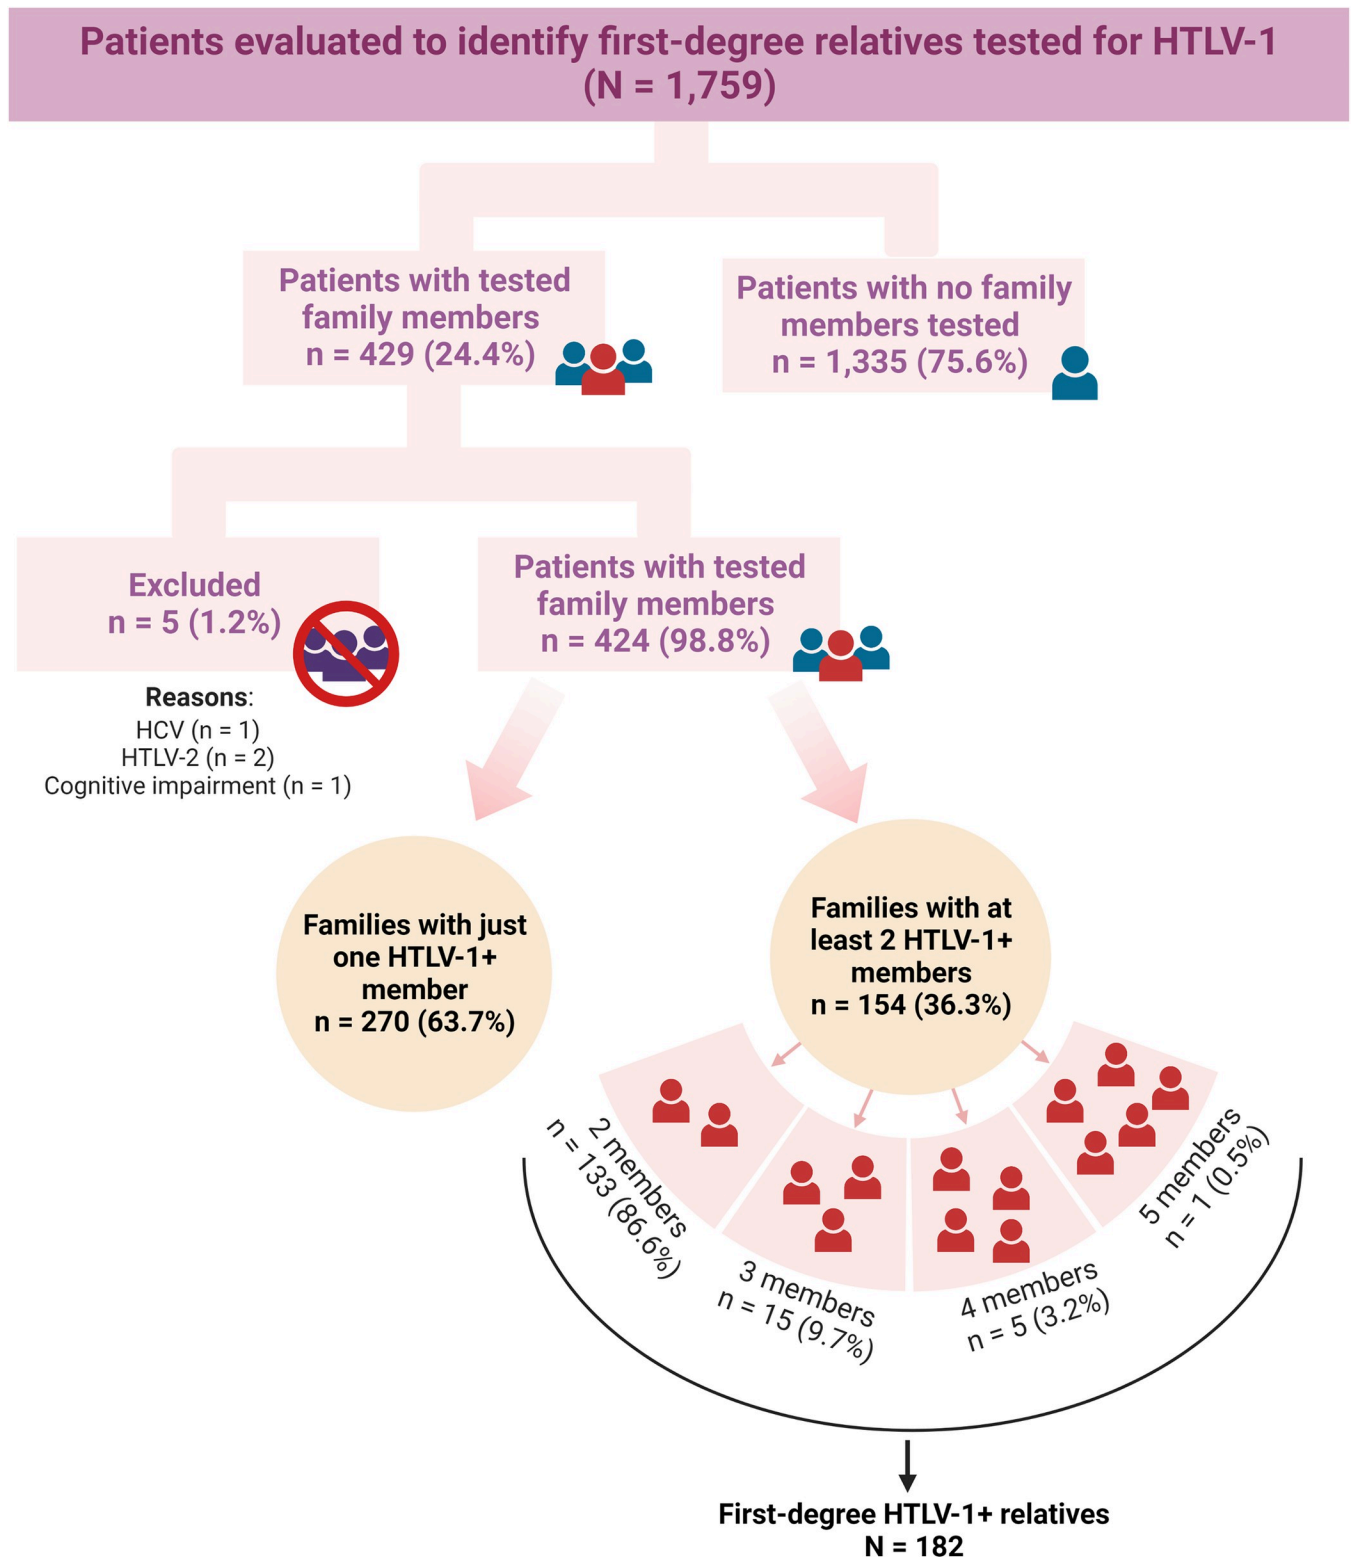 Patients evaluated to identify first-degree relatives tested for HTLV-1
(N = 1,759)
Patients with tested
family members
n = 429 (24.4%)
Patients with no family
members tested
n = 1,335 (75.6%)
Excluded
n = 5 (1.2%)
Patients with tested
family members
n = 424 (98.8%)
Reasons:
HCV (n = 1)
HTLV-2 (n = 2)
Cognitive impairment (n = 1)
Families with just
one HTLV-1+
member
n = 270 (63.7%)
Families with at
least 2 HTLV-1+
members
n = 154 (36.3%)
2 members
n = 133 (86.6%)
3 members
n = 15 (9.7%)
4 members
n = 5 (3.2%)
5 members
n = 1 (0.5%)
First-degree HTLV-1+ relatives
N = 182